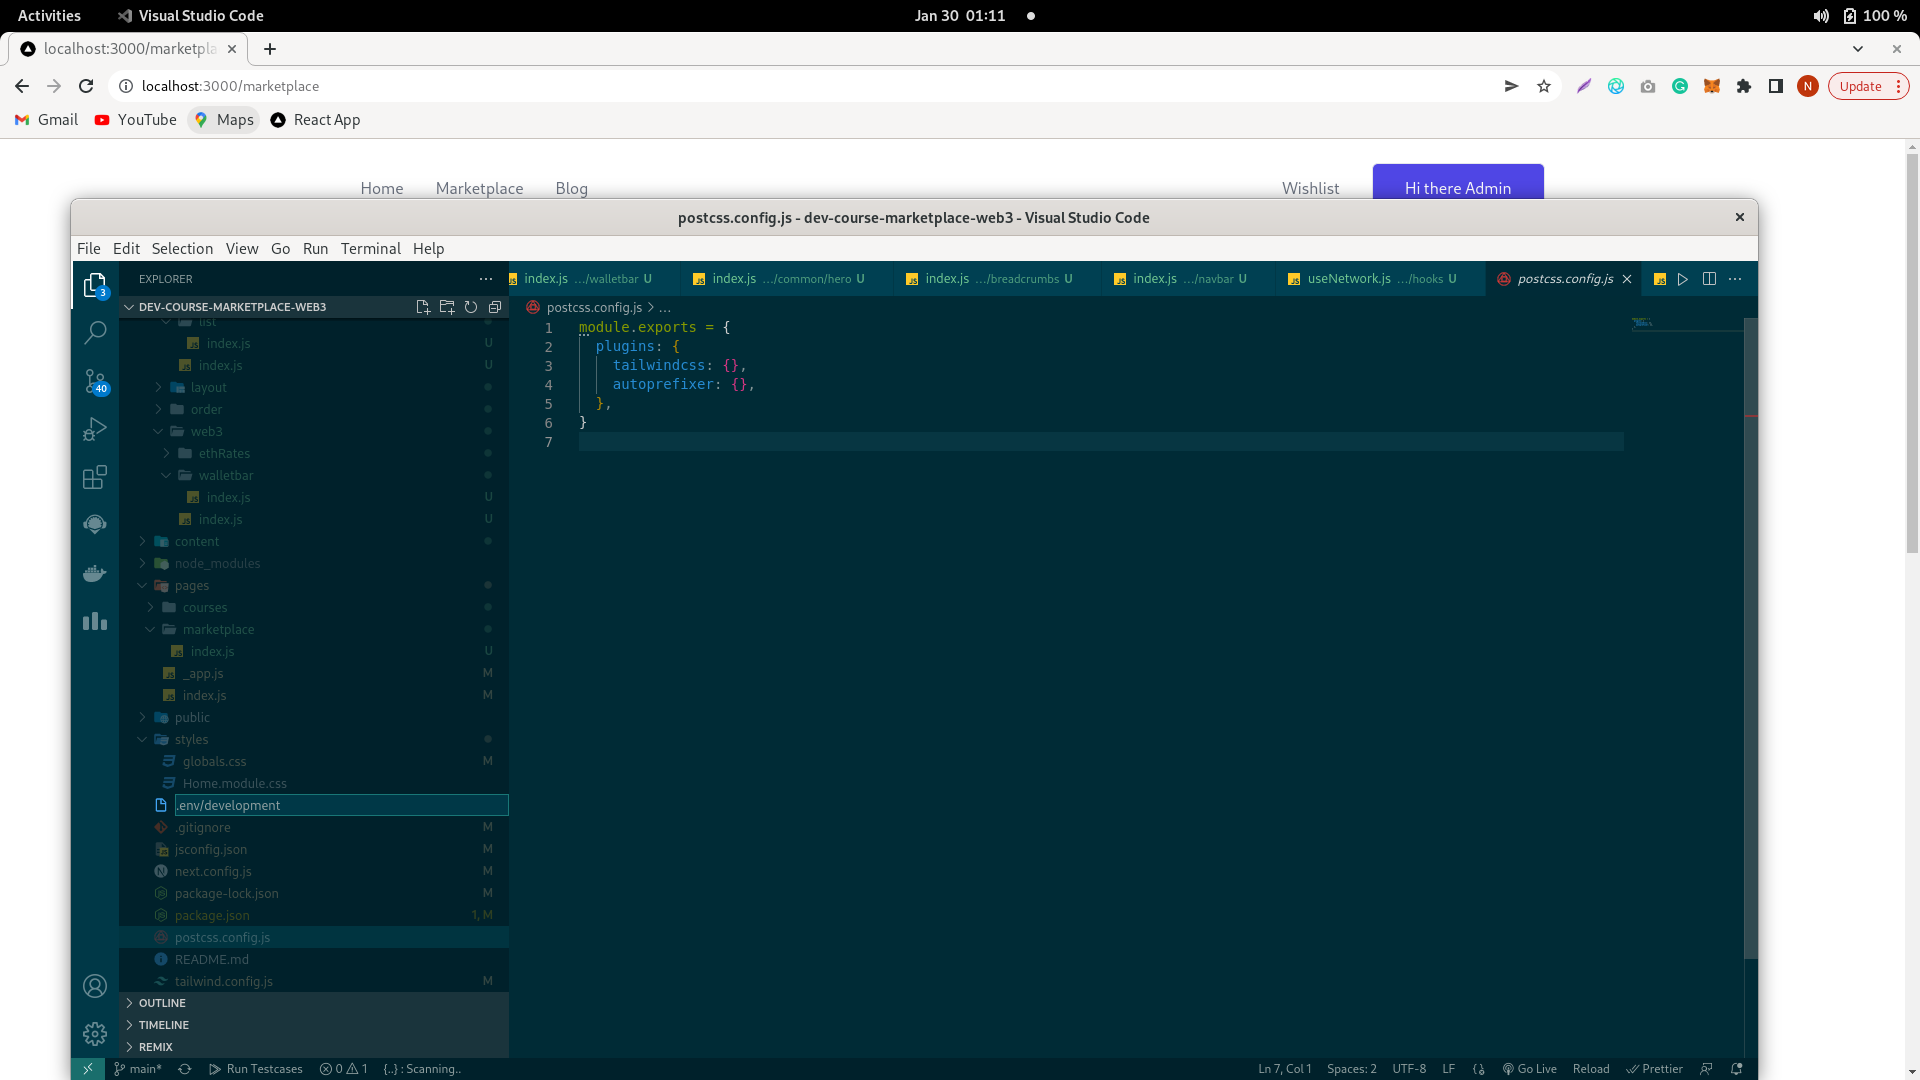 Activities Visual Studio Code Jan 30 01:11 100 %
localhost:3000/marketpla
localhost:3000/marketplace N Update
Gmail YouTube Maps React App
Home Marketplace Blog Wishlist Hi there Admin
postcss.config.js - dev-course-marketplace-web3 - Visual Studio Code
File Edit Selection View Go Run Terminal Help
EXPLORER
index.js …/walletbar U index.js …/common/hero U index.js …/breadcrumbs U index.js …/navbar U useNetwork.js …/hooks U postcss.config.js
DEV-COURSE-MARKETPLACE-WEB3
postcss.config.js > ...
list
index.js U
index.js U
layout
order
web3
ethRates
walletbar
index.js U
index.js U
content
node_modules
pages
courses
marketplace
index.js U
_app.js M
index.js M
public
styles
globals.css M
Home.module.css
.env/development
.gitignore M
jsconfig.json M
next.config.js M
package-lock.json M
package.json 1, M
postcss.config.js
README.md
tailwind.config.js M
OUTLINE
TIMELINE
REMIX
3
40
1 module.exports = {
2 plugins: {
3 tailwindcss: {},
4 autoprefixer: {},
5 },
6 }
7
main* Run Testcases 0 1 {..} : Scanning.. Ln 7, Col 1 Spaces: 2 UTF-8 LF Go Live Reload Prettier